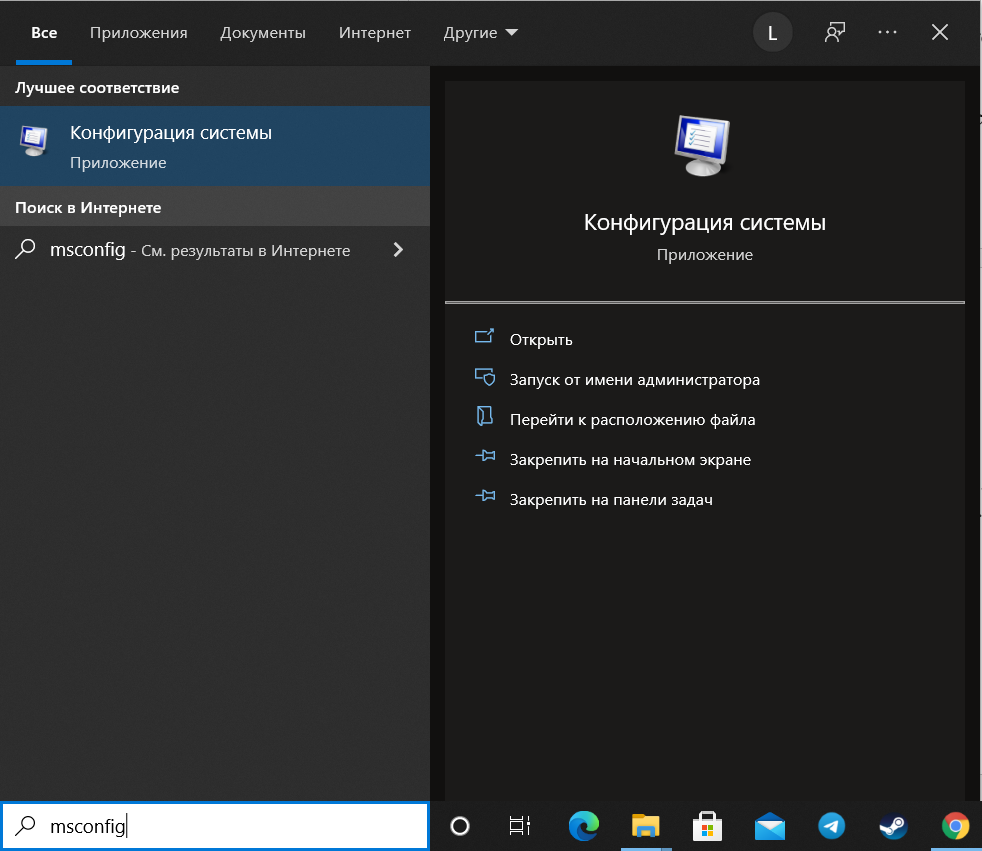 Все Приложения Документы Интернет Другие L
Лучшее соответствие
Конфигурация системы
Приложение
Поиск в Интернете
msconfig - См. результаты в Интернете
Конфигурация системы
Приложение
Открыть
Запуск от имени администратора
Перейти к расположению файла
Закрепить на начальном экране
Закрепить на панели задач
msconfig